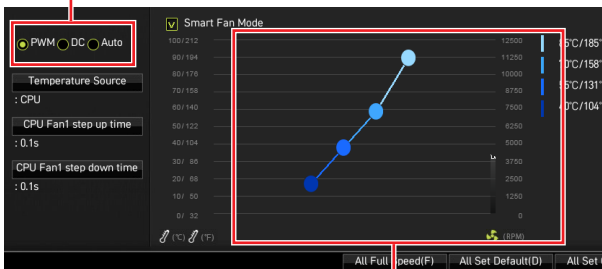 Smart Fan Mode
PWM DC Auto
Temperature Source
: CPU
CPU Fan1 step up time
: 0.1s
CPU Fan1 step down time
: 0.1s
100/212
90/194
80/176
70/158
60/140
50/122
40/104
30/ 86
20/ 68
10/ 50
0/ 32
(℃) (℉)
12500
11250
10000
8750
7500
6250
5000
3750
2500
1250
0
(RPM)
℃/185°
℃/158°
℃/131°
℃/104°
All Full Speed(F) All Set Default(D) All Set